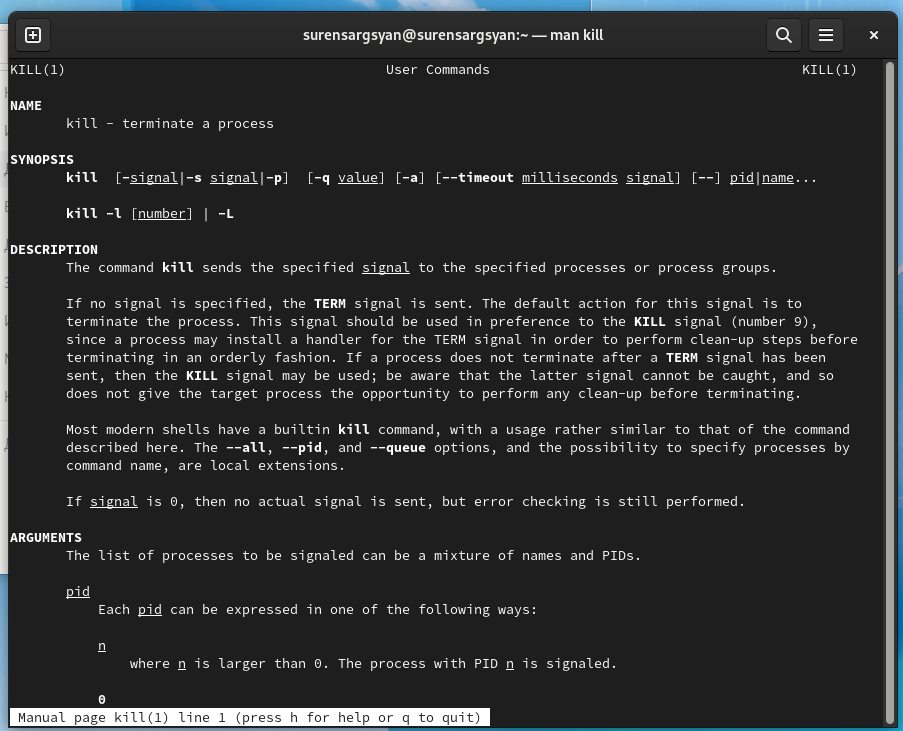 surensargsyan@surensargsyan:~ — man kill
KILL(1) User Commands KILL(1)
NAME
kill - terminate a process
SYNOPSIS
kill [-signal|-s signal|-p] [-q value] [-a] [--timeout milliseconds signal] [--] pid|name...
kill -l [number] | -L
DESCRIPTION
The command kill sends the specified signal to the specified processes or process groups.
If no signal is specified, the TERM signal is sent. The default action for this signal is to
terminate the process. This signal should be used in preference to the KILL signal (number 9),
since a process may install a handler for the TERM signal in order to perform clean-up steps before
terminating in an orderly fashion. If a process does not terminate after a TERM signal has been
sent, then the KILL signal may be used; be aware that the latter signal cannot be caught, and so
does not give the target process the opportunity to perform any clean-up before terminating.
Most modern shells have a builtin kill command, with a usage rather similar to that of the command
described here. The --all, --pid, and --queue options, and the possibility to specify processes by
command name, are local extensions.
If signal is 0, then no actual signal is sent, but error checking is still performed.
ARGUMENTS
The list of processes to be signaled can be a mixture of names and PIDs.
pid
Each pid can be expressed in one of the following ways:
n
where n is larger than 0. The process with PID n is signaled.
0
Manual page kill(1) line 1 (press h for help or q to quit)